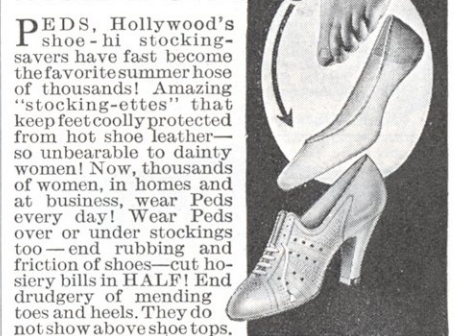 PEDS, Hollywood's
shoe-hi stocking-
savers have fast become
the favorite summer hose
of thousands! Amazing
"stocking-ettes" that
keep feet coolly protected
from hot shoe leather—
so unbearable to dainty
women! Now, thousands
of women, in homes and
at business, wear Peds
every day! Wear Peds
over or under stockings
too—end rubbing and
friction of shoes—cut ho-
siery bills in HALF! End
drudgery of mending
toes and heels. They do
not show above shoe tops.